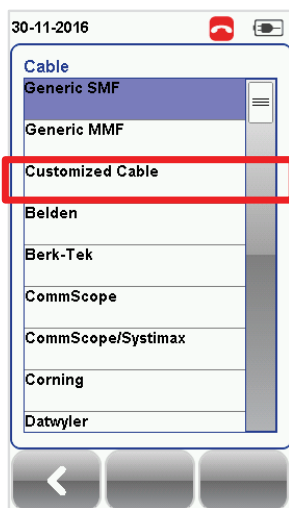 30-11-2016
Cable
Generic SMF
Generic MMF
Customized Cable
Belden
Berk-Tek
CommScope
CommScope/Systimax
Corning
Datwyler